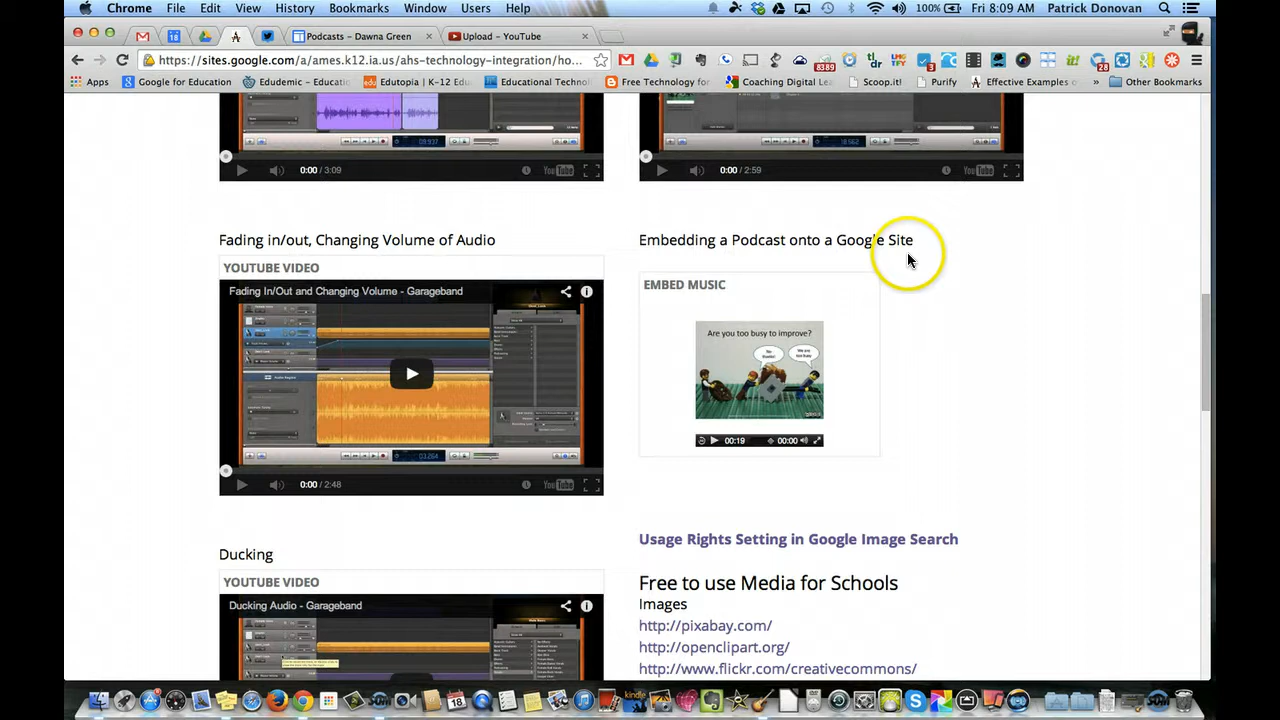 Chrome File Edit View History Bookmarks Window Users Help 100% Fri 8:09 AM Patrick Donovan
Podcasts – Dawna Green
Upload – YouTube
https://sites.google.com/a/ames.k12.ia.us/ahs-technology-integration/ho...
Apps Google for Education Edudemic – Educati... Edutopia | K-12 Edu... Educational Techno... Free Technology for Coaching Digital Lea... Scoop.it! Purify Effective Examples o » Other Bookmarks
0:00 / 3:09 YouTube
0:00 / 2:59 YouTube
Fading in/out, Changing Volume of Audio
YOUTUBE VIDEO
Fading In/Out and Changing Volume - Garageband
0:00 / 2:48 YouTube
Ducking
YOUTUBE VIDEO
Ducking Audio - Garageband
Embedding a Podcast onto a Google Site
EMBED MUSIC
Are you too busy to improve?
00:19 00:00
Usage Rights Setting in Google Image Search
Free to use Media for Schools
Images
http://pixabay.com/
http://openclipart.org/
http://www.flickr.com/creativecommons/